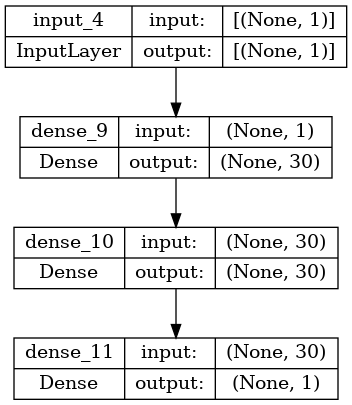 input_4 input: [(None, 1)]
InputLayer output: [(None, 1)]
dense_9 input: (None, 1)
Dense output: (None, 30)
dense_10 input: (None, 30)
Dense output: (None, 30)
dense_11 input: (None, 30)
Dense output: (None, 1)